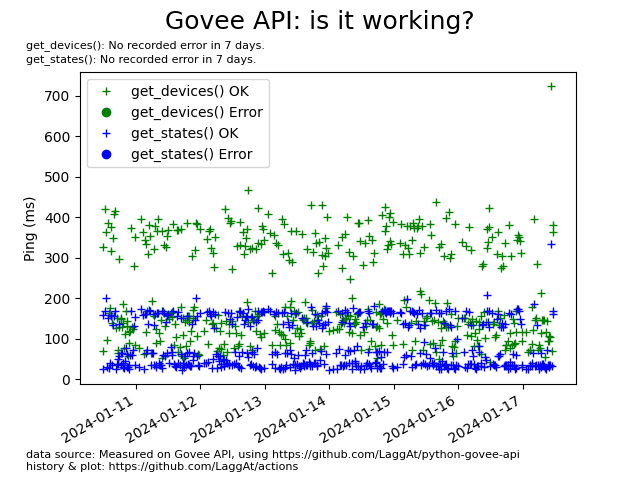 Govee API: is it working?
get_devices(): No recorded error in 7 days.
get_states(): No recorded error in 7 days.
get_devices() OK
get_devices() Error
get_states() OK
get_states() Error
Ping (ms)
700
600
500
400
300
200
100
0
2024-01-11
2024-01-12
2024-01-13
2024-01-14
2024-01-15
2024-01-16
2024-01-17
data source: Measured on Govee API, using https://github.com/LaggAt/python-govee-api
history & plot: https://github.com/LaggAt/actions